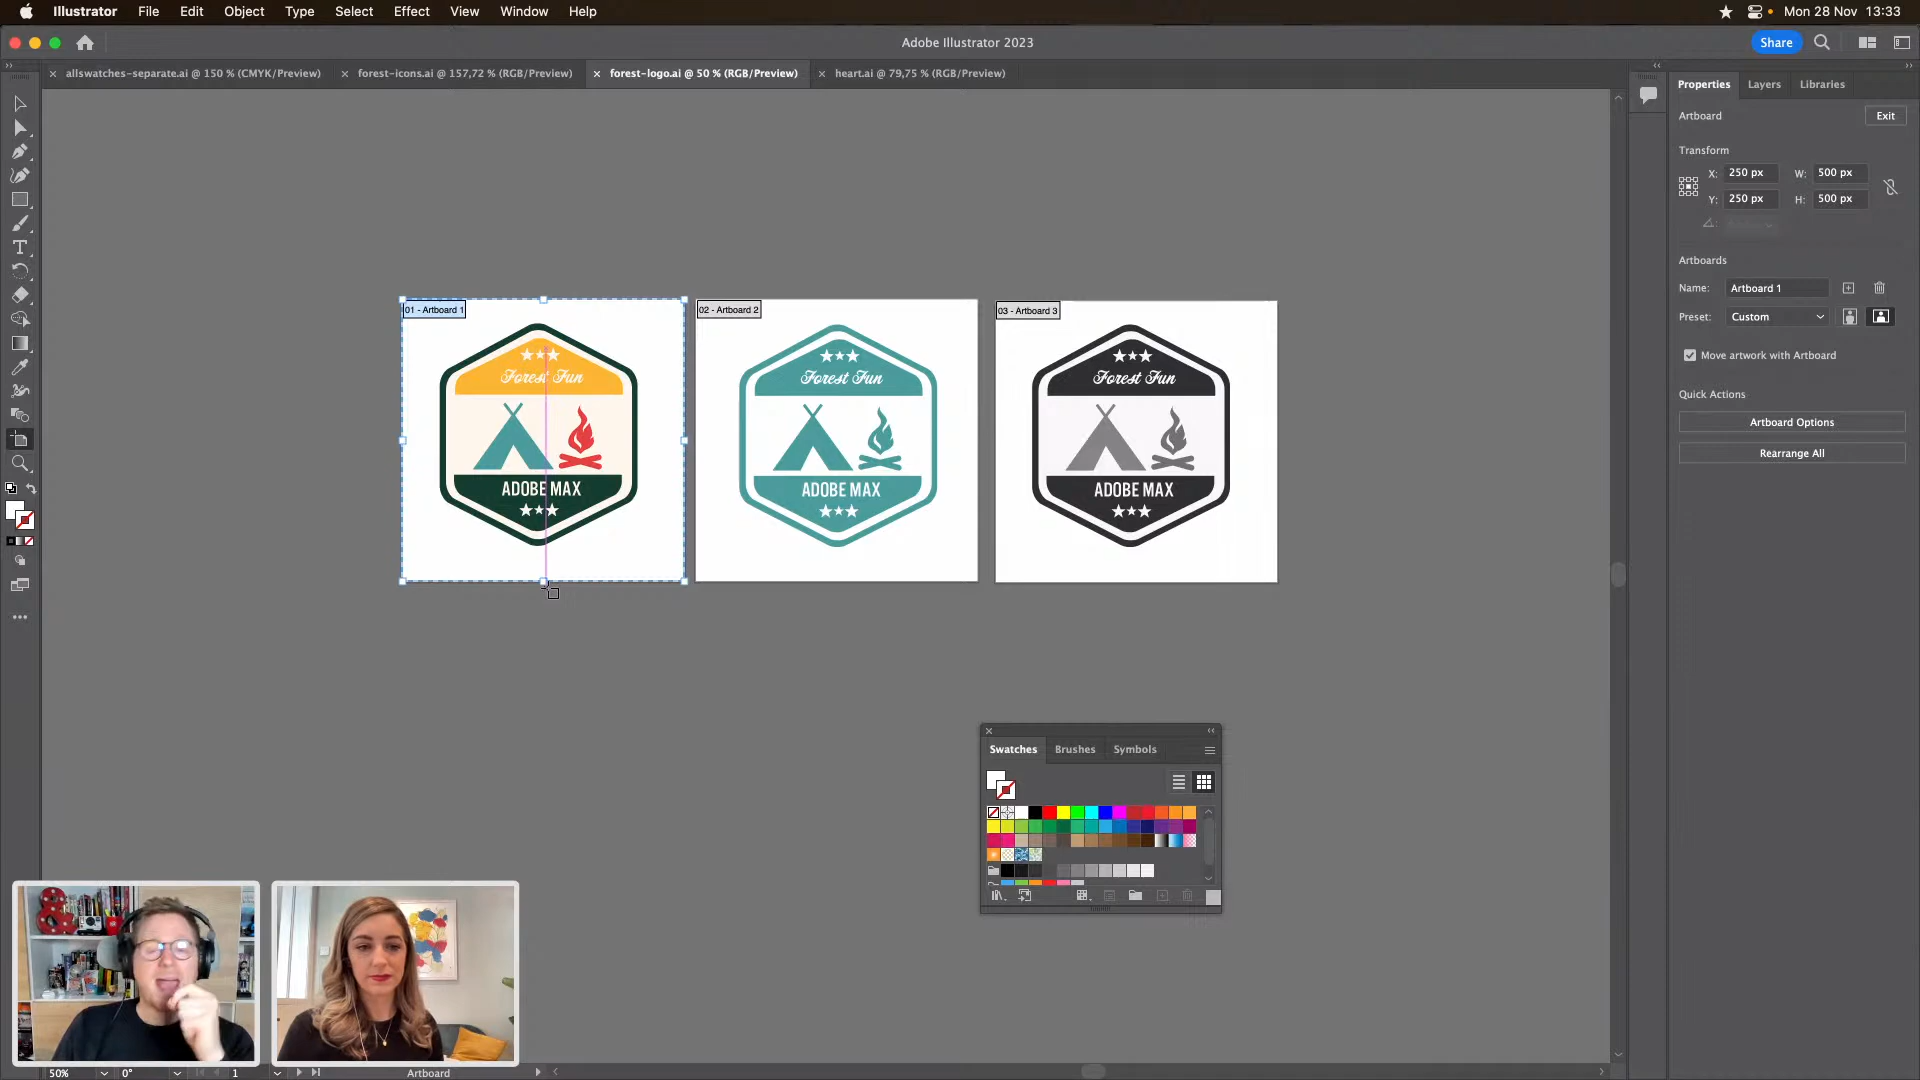 Illustrator File Edit Object Type Select Effect View Window Help
Mon 28 Nov 13:33
Adobe Illustrator 2023
Share
allswatches-separate.ai @ 150 % (CMYK/Preview)
forest-icons.ai @ 157,72 % (RGB/Preview)
forest-logo.ai @ 50 % (RGB/Preview)
heart.ai @ 79,75 % (RGB/Preview)
Properties Layers Libraries
Artboard
Exit
Transform
X: 250 px W: 500 px
Y: 250 px H: 500 px
Artboards
Name: Artboard 1
Preset: Custom
Move artwork with Artboard
Quick Actions
Artboard Options
Rearrange All
01 - Artboard 1
Forest Fun
ADOBE MAX
02 - Artboard 2
Forest Fun
ADOBE MAX
03 - Artboard 3
Forest Fun
ADOBE MAX
Swatches Brushes Symbols
50% 0° 1 Artboard